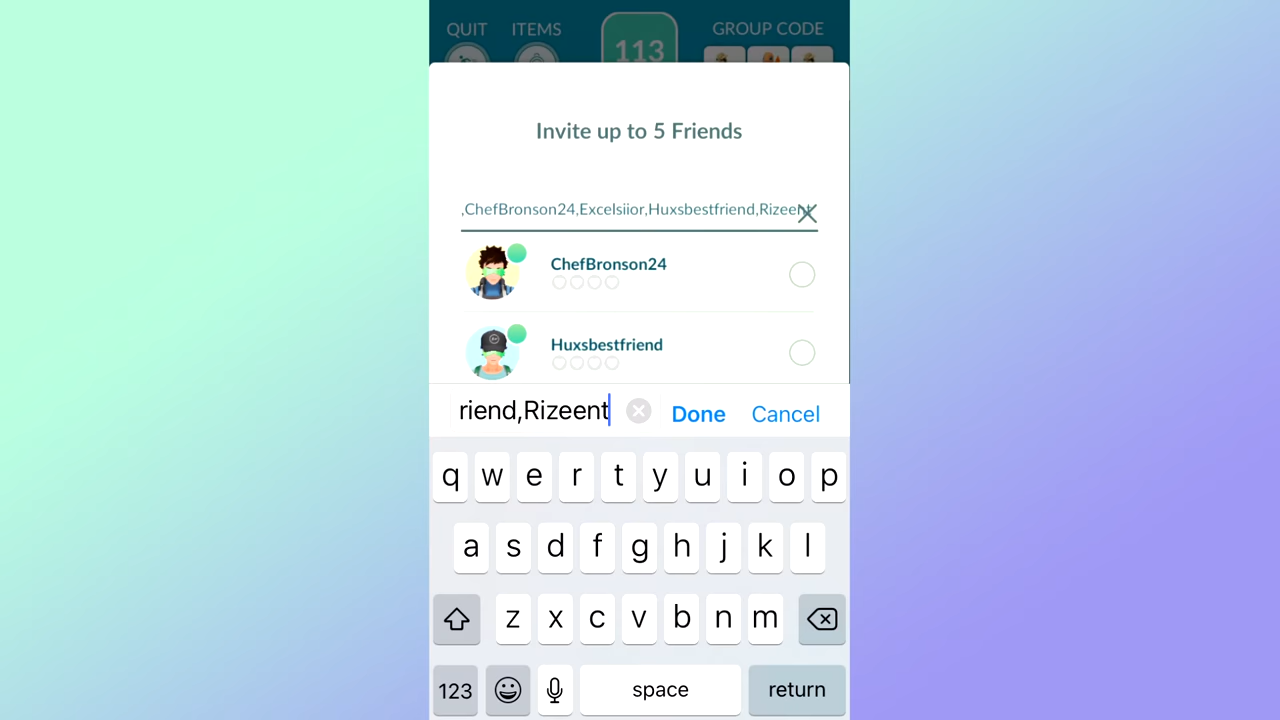 QUIT ITEMS 113 GROUP CODE
Invite up to 5 Friends
,ChefBronson24,Excelsiior,Huxsbestfriend,Rizeent
ChefBronson24
Huxsbestfriend
riend,Rizeent Done Cancel
q w e r t y u i o p
a s d f g h j k l
z x c v b n m
123 space return